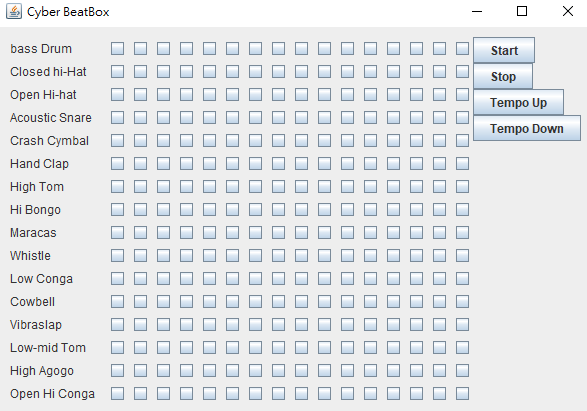 Cyber BeatBox
bass Drum
Closed hi-Hat
Open Hi-hat
Acoustic Snare
Crash Cymbal
Hand Clap
High Tom
Hi Bongo
Maracas
Whistle
Low Conga
Cowbell
Vibraslap
Low-mid Tom
High Agogo
Open Hi Conga
Start
Stop
Tempo Up
Tempo Down